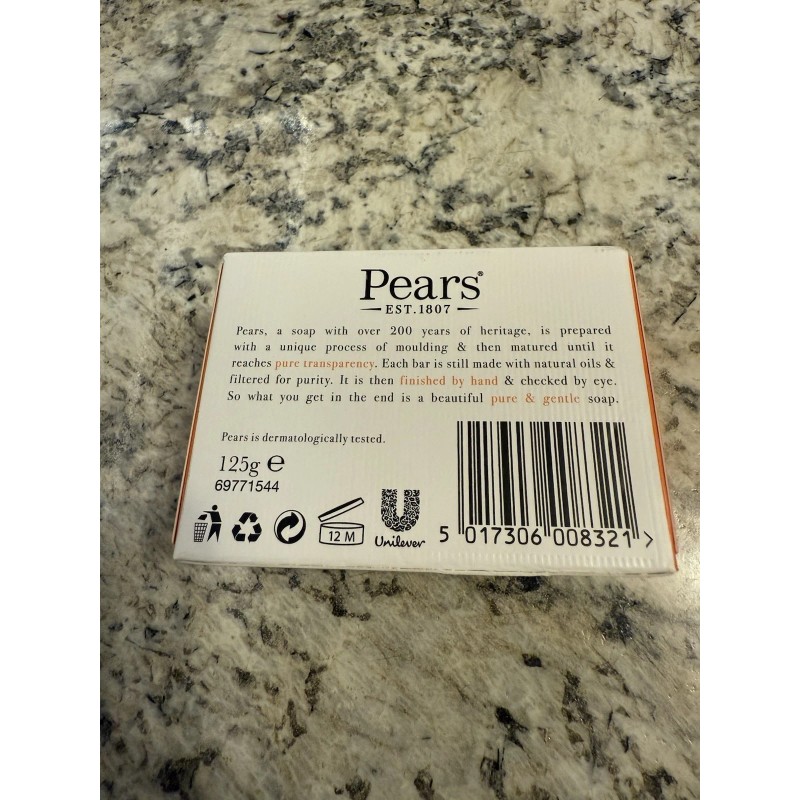 Pears®
EST.1807
Pears, a soap with over 200 years of heritage, is prepared
with a unique process of moulding & then matured until it
reaches pure transparency. Each bar is still made with natural oils &
filtered for purity. It is then finished by hand & checked by eye.
So what you get in the end is a beautiful pure & gentle soap.
Pears is dermatologically tested.
125g ℮
69771544
12 M
Unilever
5 017306 008321 >